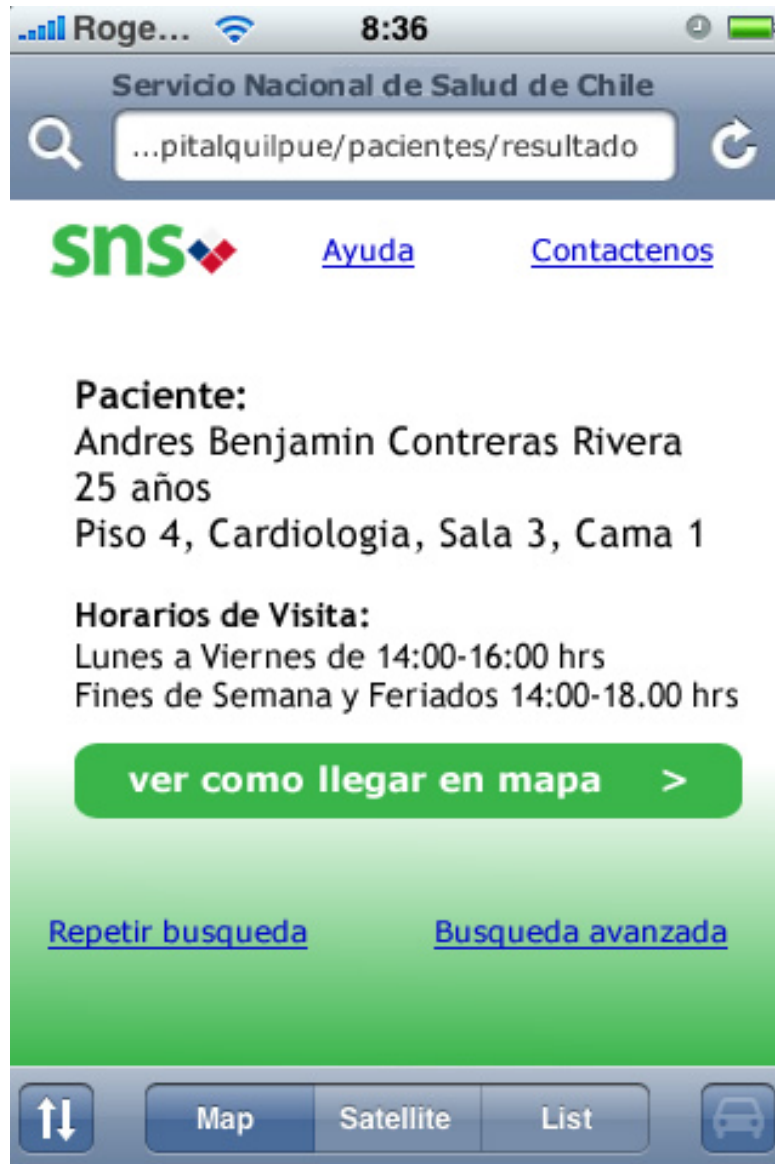 Roge... 8:36
Servicio Nacional de Salud de Chile
...pitalquilpue/pacientes/resultado
sns Ayuda Contactenos
Paciente:
Andres Benjamin Contreras Rivera
25 años
Piso 4, Cardiologia, Sala 3, Cama 1
Horarios de Visita:
Lunes a Viernes de 14:00-16:00 hrs
Fines de Semana y Feriados 14:00-18.00 hrs
ver como llegar en mapa >
Repetir busqueda Busqueda avanzada
Map Satellite List